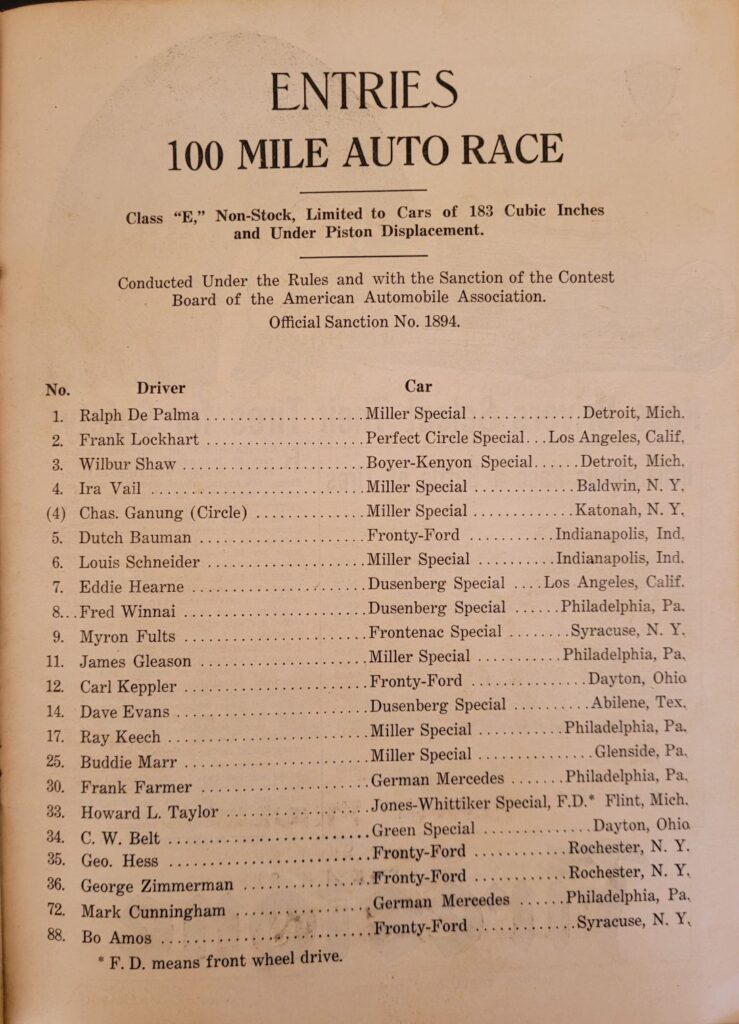 ENTRIES
100 MILE AUTO RACE
Class “E,” Non-Stock, Limited to Cars of 183 Cubic Inches
and Under Piston Displacement.
Conducted Under the Rules and with the Sanction of the Contest
Board of the American Automobile Association.
Official Sanction No. 1894.
No. Driver Car
1. Ralph De Palma ..................... Miller Special ............. Detroit, Mich.
2. Frank Lockhart ..................... Perfect Circle Special... Los Angeles, Calif.
3. Wilbur Shaw ........................ Boyer-Kenyon Special...... Detroit, Mich.
4. Ira Vail ........................... Miller Special ............ Baldwin, N. Y.
(4) Chas. Ganung (Circle) ............. Miller Special ............ Katonah, N. Y.
5. Dutch Bauman ....................... Fronty-Ford .......... Indianapolis, Ind.
6. Louis Schneider .................... Miller Special ......... Indianapolis, Ind.
7. Eddie Hearne ....................... Dusenberg Special .... Los Angeles, Calif.
8... Fred Winnai ...................... Dusenberg Special ...... Philadelphia, Pa.
9. Myron Fults ........................ Frontenac Special ........ Syracuse, N. Y.
11. James Gleason ..................... Miller Special .......... Philadelphia, Pa.
12. Carl Keppler ...................... Fronty-Ford .............. Dayton, Ohio
14. Dave Evans ........................ Dusenberg Special ......... Abilene, Tex.
17. Ray Keech ......................... Miller Special .......... Philadelphia, Pa.
25. Buddie Marr ....................... Miller Special ............. Glenside, Pa.
30. Frank Farmer ...................... German Mercedes ....... Philadelphia, Pa.
33. Howard L. Taylor .................. Jones-Whittiker Special, F.D.* Flint, Mich.
34. C. W. Belt ........................ Green Special ............. Dayton, Ohio
35. Geo. Hess ......................... Fronty-Ford .......... Rochester, N. Y.
36. George Zimmerman .................. Fronty-Ford .......... Rochester, N. Y.
72. Mark Cunningham ................... German Mercedes ...... Philadelphia, Pa.
88. Bo Amos ........................... Fronty-Ford ............ Syracuse, N. Y.
* F. D. means front wheel drive.